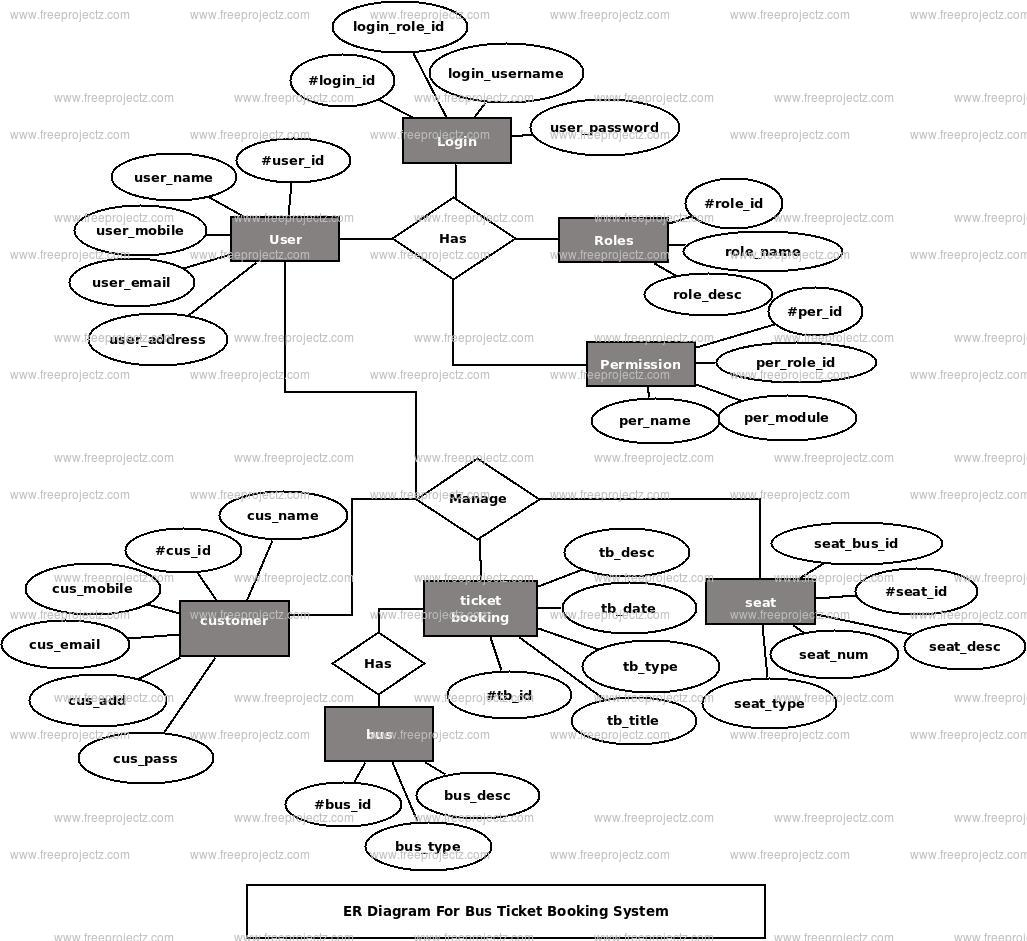 login_role_id
#login_id
login_username
user_password
Login
user_name
#user_id
user_mobile
user_email
user_address
User
Has
Roles
#role_id
role_name
role_desc
#per_id
Permission
per_role_id
per_name
per_module
Manage
cus_name
#cus_id
cus_mobile
customer
cus_email
cus_add
cus_pass
ticket
booking
tb_desc
tb_date
tb_type
#tb_id
tb_title
Has
bus
#bus_id
bus_desc
bus_type
seat
seat_bus_id
#seat_id
seat_desc
seat_num
seat_type
ER Diagram For Bus Ticket Booking System
www.freeprojectz.com